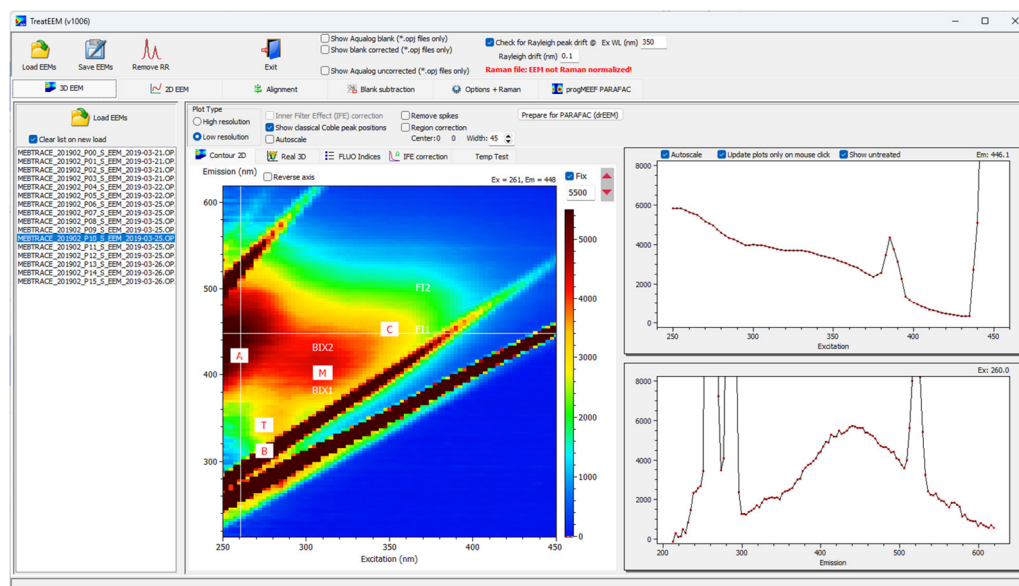 TreatEEM (v1006)
Load EEMs
Save EEMs
Remove RR
Exit
Show Aqualog blank (*.opj files only)
Show blank corrected (*.opj files only)
Show Aqualog uncorrected (*.opj files only)
Check for Rayleigh peak drift @ Ex WL (nm) 350
Rayleigh drift (nm) 0.1
Raman file: EEM not Raman normalized!
3D EEM
2D EEM
Alignment
Blank subtraction
Options + Raman
progMEEF PARAFAC
Load EEMs
Clear list on new load
MEBTRACE_201902_P00_S_EEM_2019-03-21.OP.
MEBTRACE_201902_P01_S_EEM_2019-03-21.OP.
MEBTRACE_201902_P02_S_EEM_2019-03-21.OP.
MEBTRACE_201902_P03_S_EEM_2019-03-21.OP.
MEBTRACE_201902_P04_S_EEM_2019-03-22.OP.
MEBTRACE_201902_P05_S_EEM_2019-03-22.OP.
MEBTRACE_201902_P06_S_EEM_2019-03-25.OP.
MEBTRACE_201902_P07_S_EEM_2019-03-25.OP.
MEBTRACE_201902_P08_S_EEM_2019-03-25.OP.
MEBTRACE_201902_P09_S_EEM_2019-03-25.OP.
MEBTRACE_201902_P10_S_EEM_2019-03-25.OP.
MEBTRACE_201902_P11_S_EEM_2019-03-25.OP.
MEBTRACE_201902_P12_S_EEM_2019-03-25.OP.
MEBTRACE_201902_P13_S_EEM_2019-03-26.OP.
MEBTRACE_201902_P14_S_EEM_2019-03-26.OP.
MEBTRACE_201902_P15_S_EEM_2019-03-26.OP.
Plot Type
High resolution
Low resolution
Inner Filter Effect (IFE) correction
Show classical Coble peak positions
Autoscale
Remove spikes
Region correction
Center:0 0 Width: 45
Prepare for PARAFAC (drEEM)
Contour 2D
Real 3D
FLUO Indices
IFE correction
Temp Test
Emission (nm)
Reverse axis
Ex = 261, Em = 448
Fix
5500
600
500
400
300
FI2
C
FI1
BIX2
A
M
BIX1
T
B
250 300 350 400 450
Excitation (nm)
5000
4000
3000
2000
1000
0
Autoscale
Update plots only on mouse click
Show untreated
Em: 446.1
8000
6000
4000
2000
0
250 300 350 400 450
Excitation
Ex: 260.0
8000
6000
4000
2000
0
200 300 400 500 600
Emission